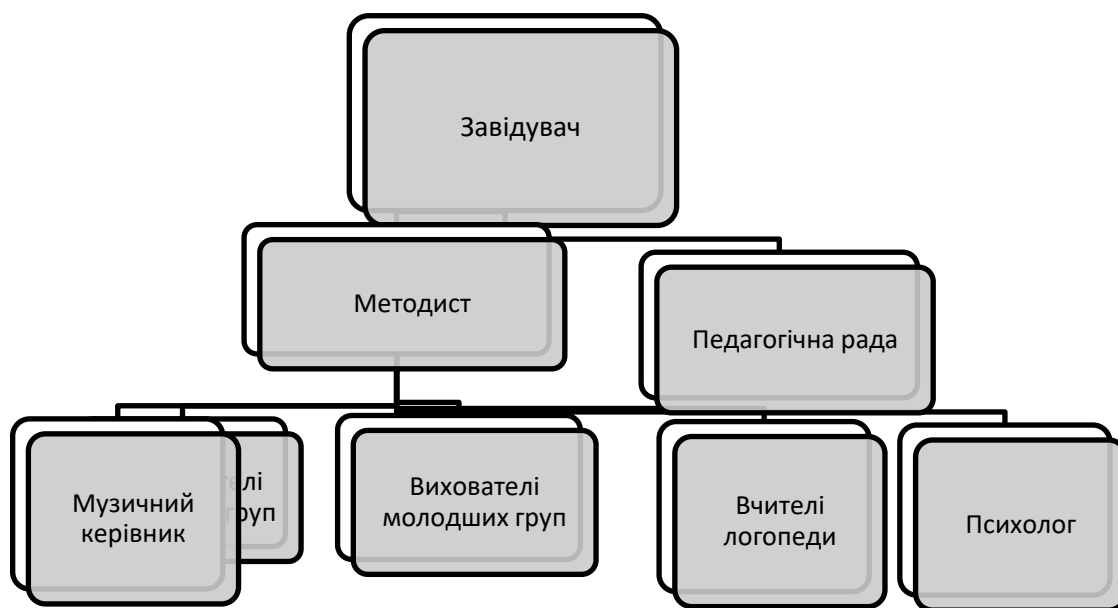 Завідувач
Методист
Педагогічна рада
Музичний
керівник
Вихователі
молодших груп
Вчителі
логопеди
Психолог